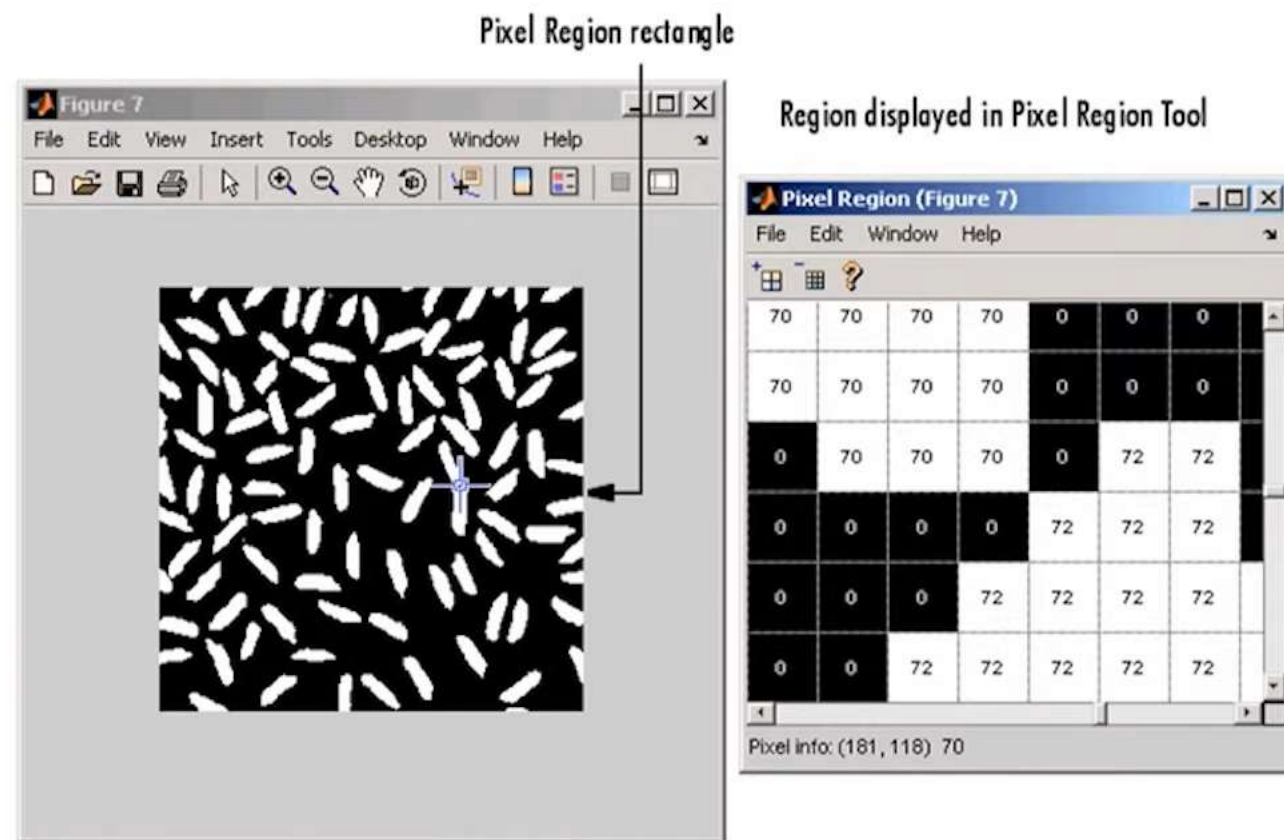 Pixel Region rectangle
Figure 7
File Edit View Insert Tools Desktop Window Help
Region displayed in Pixel Region Tool
Pixel Region (Figure 7)
File Edit Window Help
70 70 70 70 0 0 0
70 70 70 70 0 0 0
0 70 70 70 0 72 72
0 0 0 0 72 72 72
0 0 0 72 72 72 72
0 0 72 72 72 72 72
Pixel info: (181, 118) 70